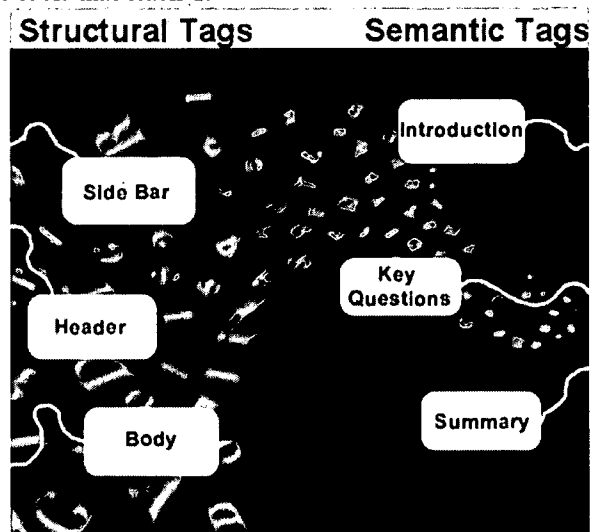 Structural Tags
Semantic Tags
Introduction
Side Bar
Key
Questions
Header
Summary
Body